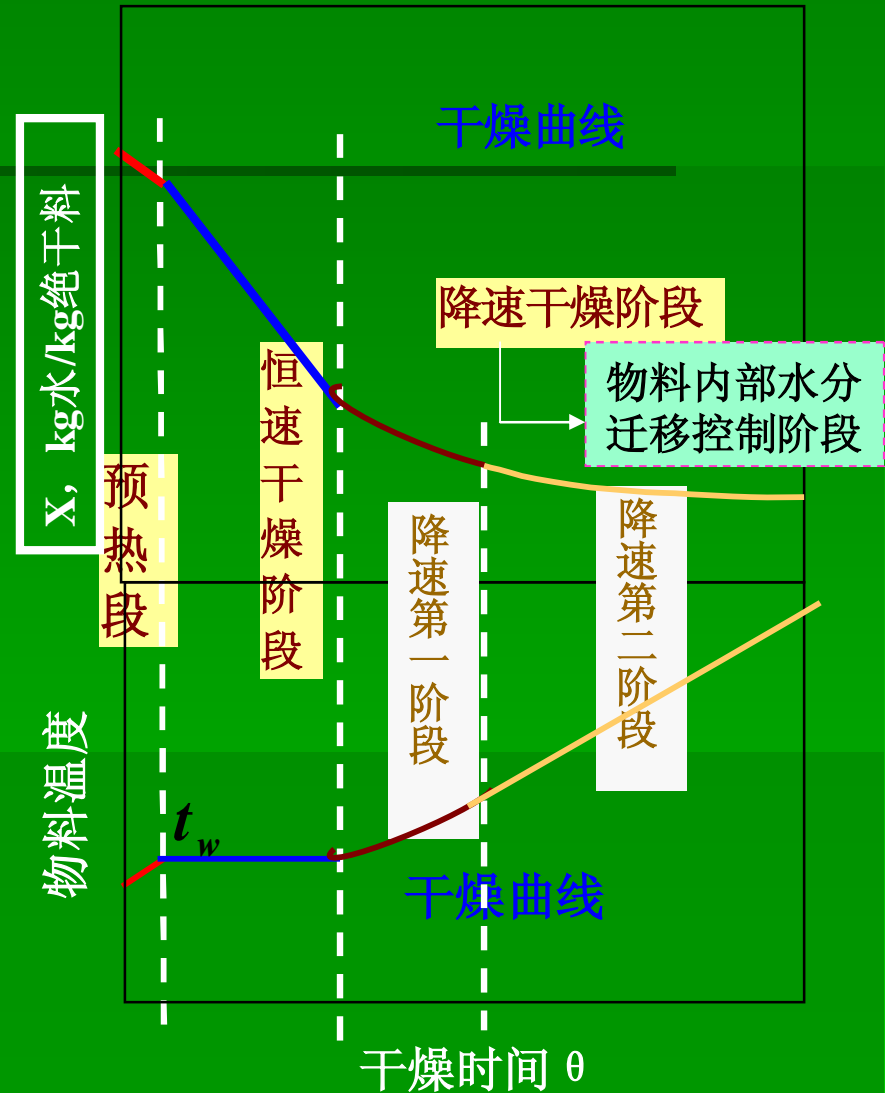 干燥曲线
X，kg水/kg绝干料
降速干燥阶段
物料内部水分
迁移控制阶段
预热段
恒速干燥阶段
降速第一阶段
降速第二阶段
物料温度
tw
干燥曲线
干燥时间 θ